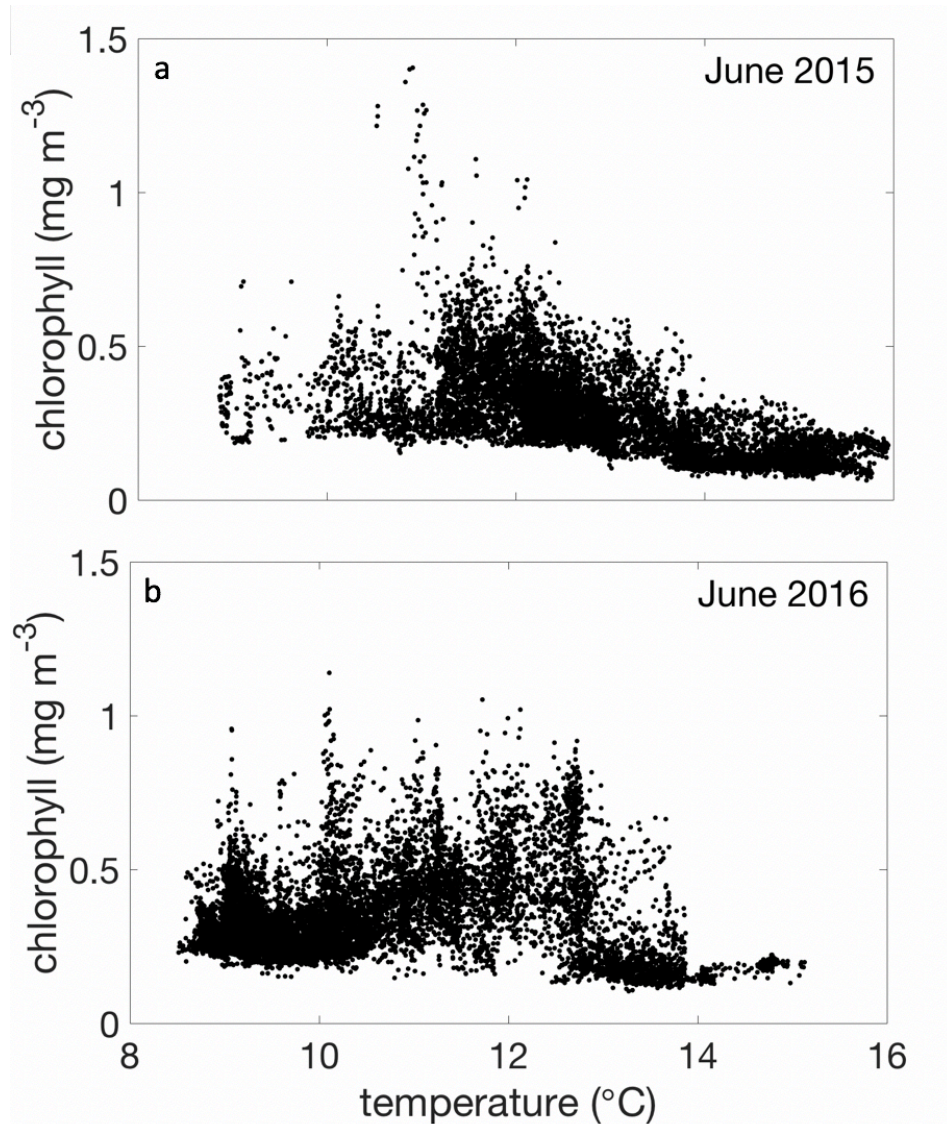 1.5
a
June 2015
chlorophyll (mg m-3)
1
0.5
0
1.5
b
June 2016
chlorophyll (mg m-3)
1
0.5
0
8 10 12 14 16
temperature (°C)